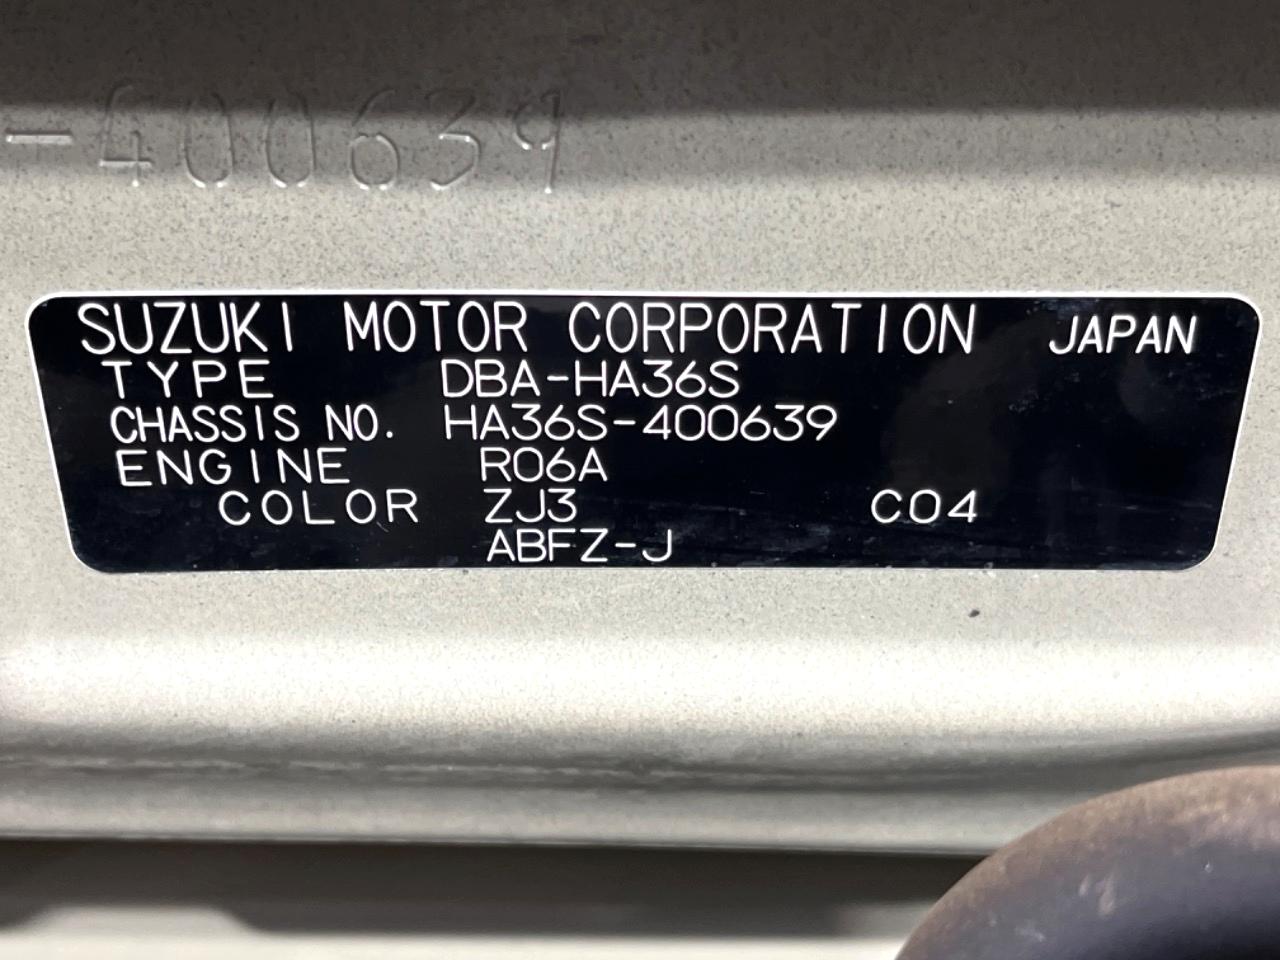 -400639
SUZUKI MOTOR CORPORATION JAPAN
TYPE DBA-HA36S
CHASSIS NO. HA36S-400639
ENGINE R06A
COLOR ZJ3 C04
ABFZ-J